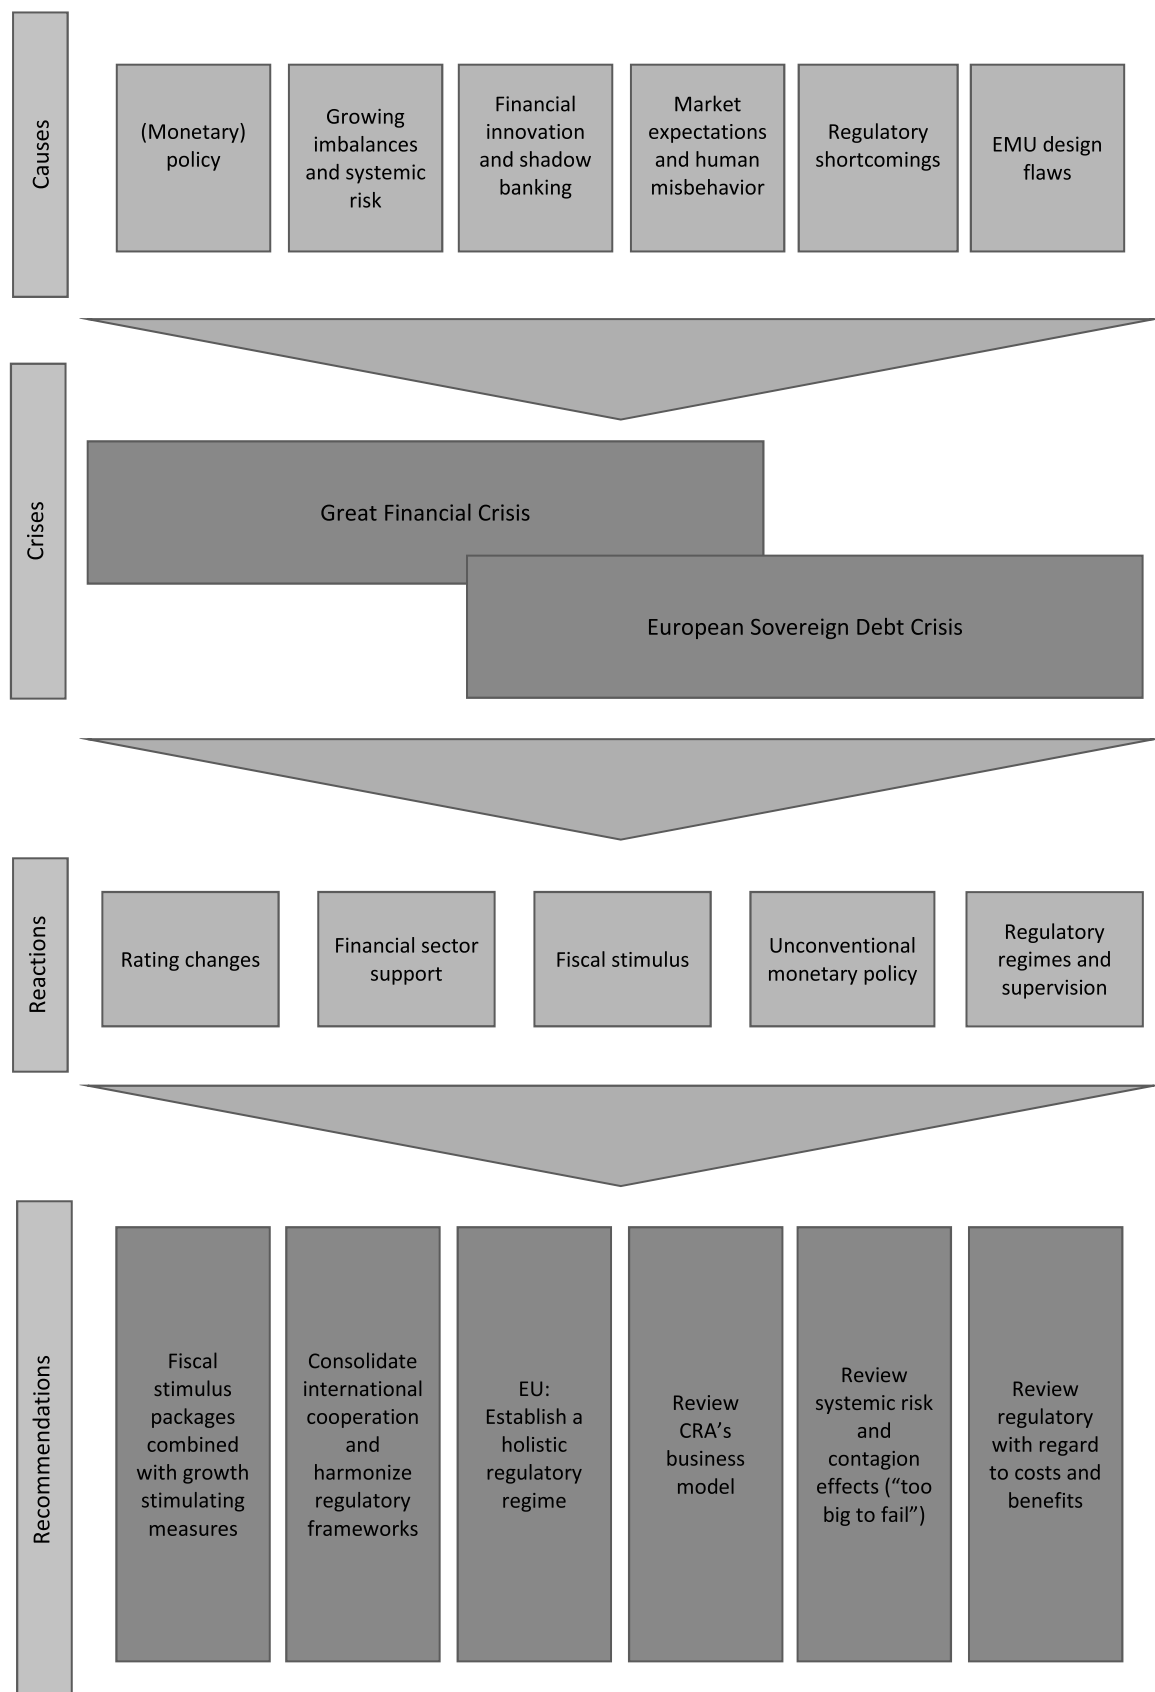 Causes
(Monetary)
policy
Growing
imbalances
and systemic
risk
Financial
innovation
and shadow
banking
Market
expectations
and human
misbehavior
Regulatory
shortcomings
EMU design
flaws
Crises
Great Financial Crisis
European Sovereign Debt Crisis
Reactions
Rating changes
Financial sector
support
Fiscal stimulus
Unconventional
monetary policy
Regulatory
regimes and
supervision
Recommendations
Fiscal
stimulus
packages
combined
with growth
stimulating
measures
Consolidate
international
cooperation
and
harmonize
regulatory
frameworks
EU:
Establish a
holistic
regulatory
regime
Review
CRA’s
business
model
Review
systemic risk
and
contagion
effects (“too
big to fail”)
Review
regulatory
with regard
to costs and
benefits